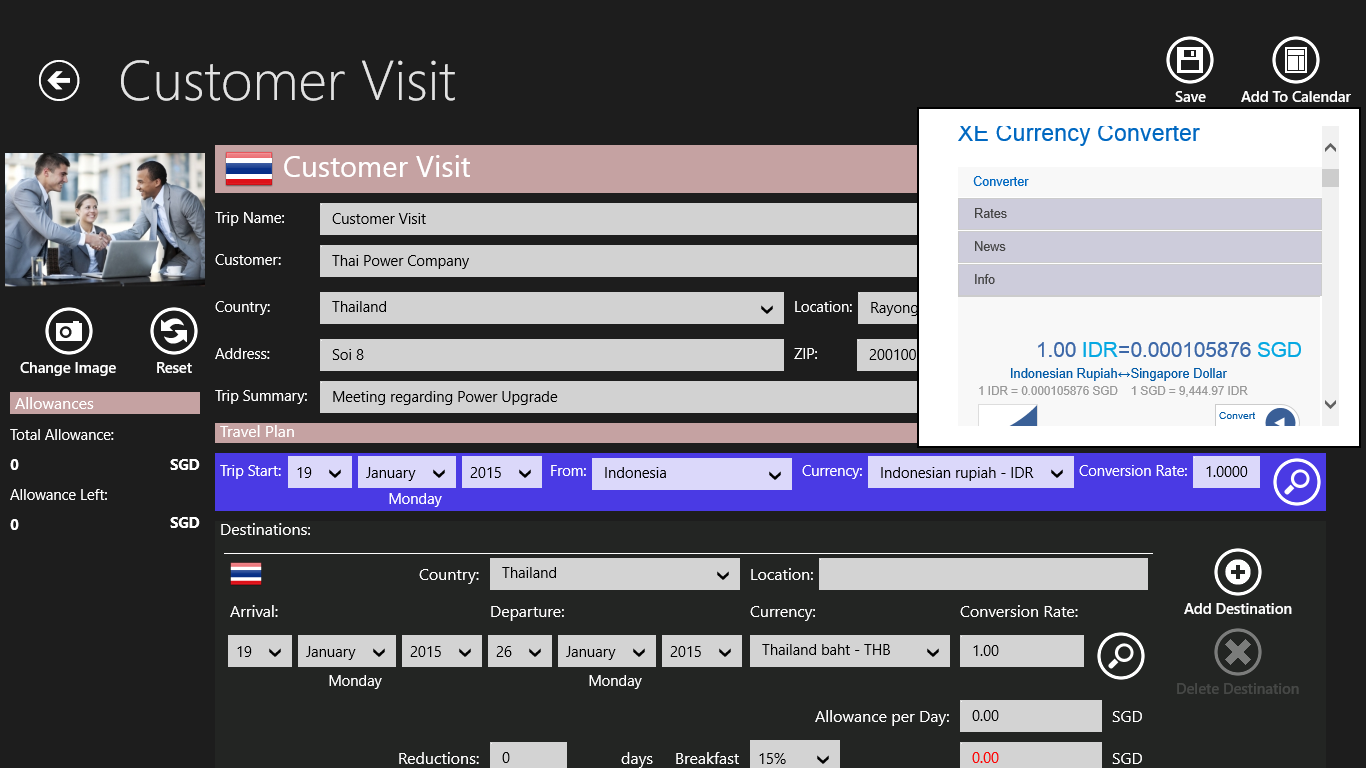 Customer Visit
Save
Add To Calendar
Customer Visit
Trip Name:
Customer Visit
Customer:
Thai Power Company
Country:
Thailand
Location:
Rayong
Address:
Soi 8
ZIP:
200100
Trip Summary:
Meeting regarding Power Upgrade
XE Currency Converter
Converter
Rates
News
Info
1.00 IDR=0.000105876 SGD
Indonesian Rupiah↔Singapore Dollar
1 IDR = 0.000105876 SGD 1 SGD = 9,444.97 IDR
Convert
Change Image
Reset
Allowances
Total Allowance:
0 SGD
Allowance Left:
0 SGD
Travel Plan
Trip Start: 19 January 2015 From: Indonesia Currency: Indonesian rupiah - IDR Conversion Rate: 1.0000
Monday
Destinations:
Country: Thailand Location:
Arrival: Departure: Currency: Conversion Rate:
19 January 2015 26 January 2015 Thailand baht - THB 1.00
Monday Monday
Add Destination
Delete Destination
Allowance per Day: 0.00 SGD
Reductions: 0 days Breakfast 15% 0.00 SGD